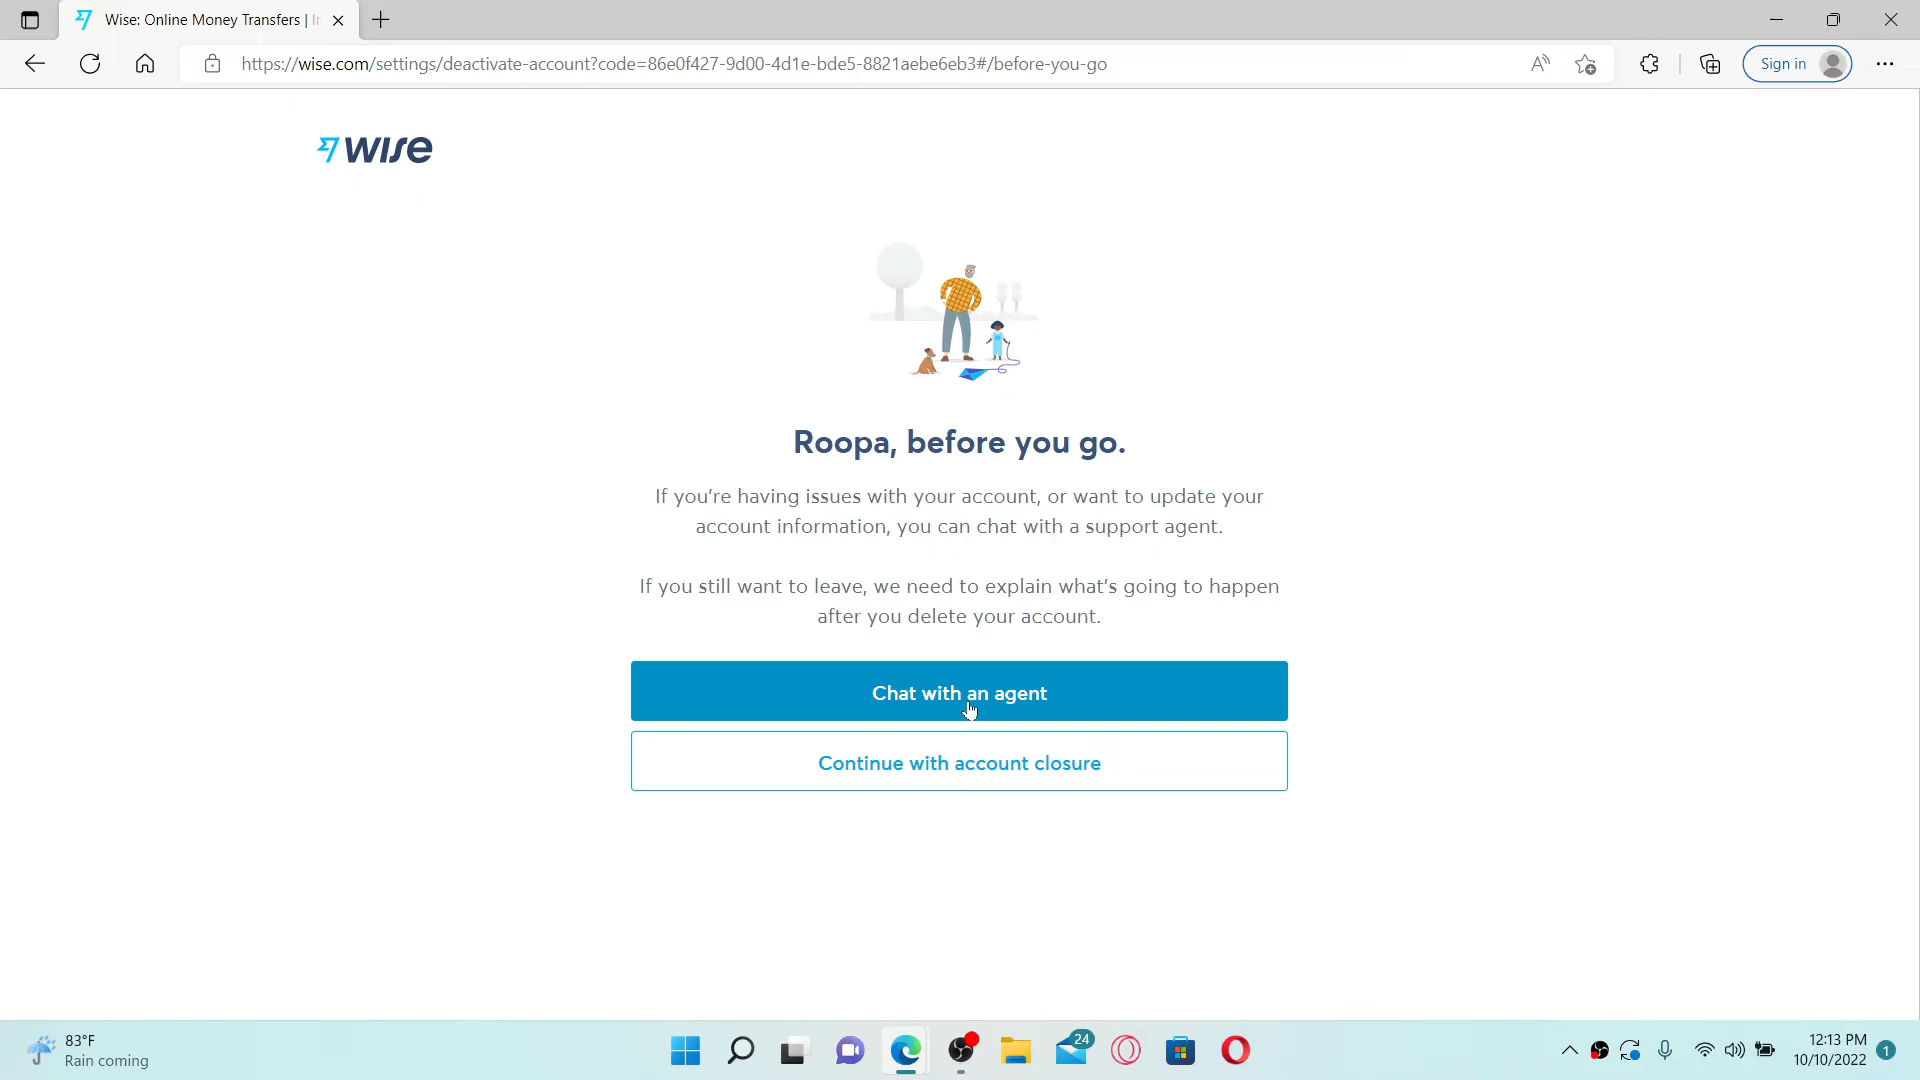 Wise: Online Money Transfers |
https://wise.com/settings/deactivate-account?code=86e0f427-9d00-4d1e-bde5-8821aebe6eb3#/before-you-go
Sign in
wise
Roopa, before you go.
If you're having issues with your account, or want to update your
account information, you can chat with a support agent.
If you still want to leave, we need to explain what's going to happen
after you delete your account.
Chat with an agent
Continue with account closure
83°F
Rain coming
24
12:13 PM
10/10/2022
1